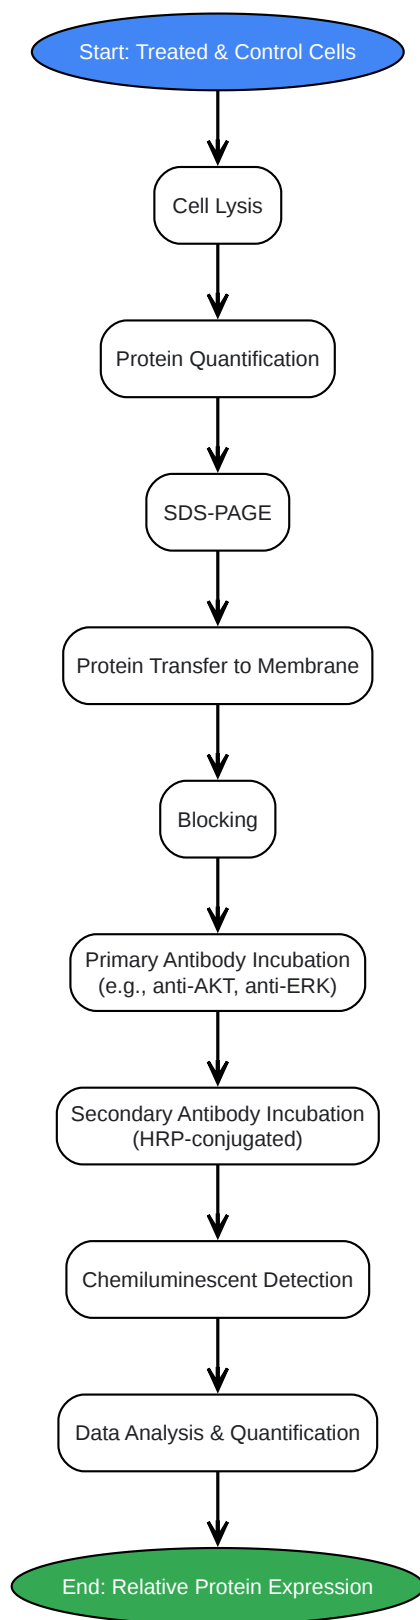 Start: Treated & Control Cells
Cell Lysis
Protein Quantification
SDS-PAGE
Protein Transfer to Membrane
Blocking
Primary Antibody Incubation
(e.g., anti-AKT, anti-ERK)
Secondary Antibody Incubation
(HRP-conjugated)
Chemiluminescent Detection
Data Analysis & Quantification
End: Relative Protein Expression